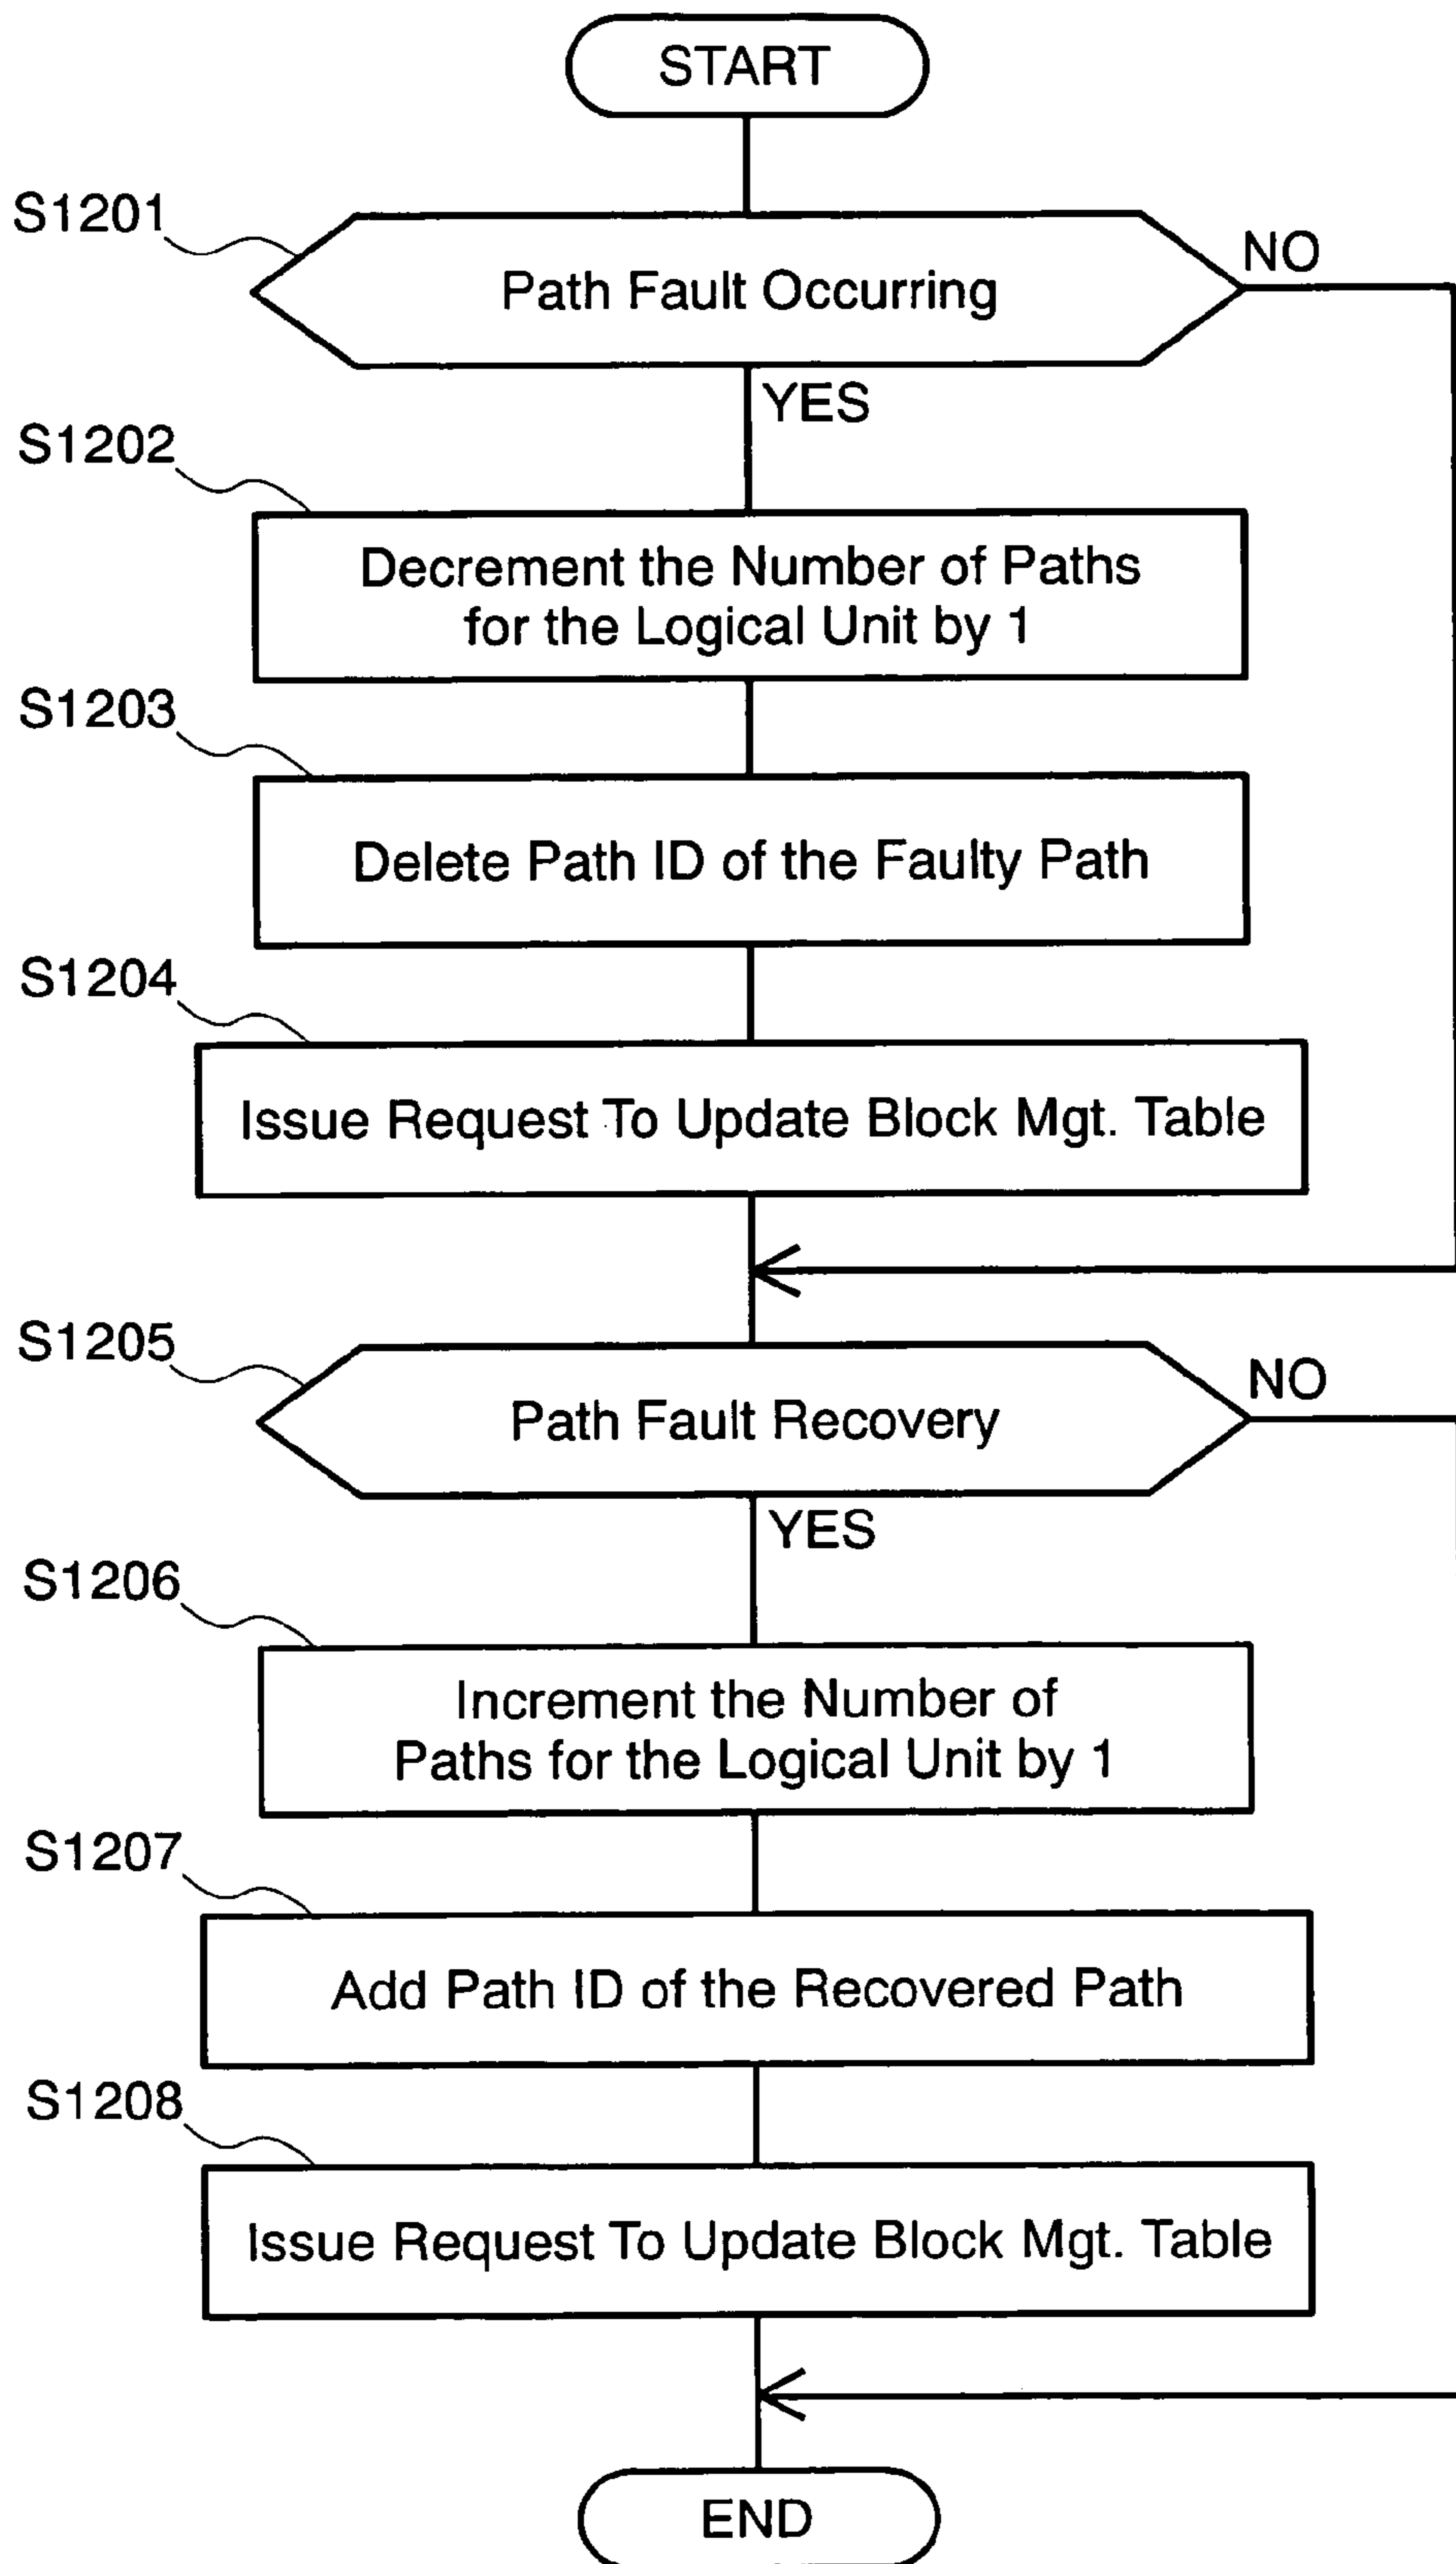 START
S1201
Path Fault Occurring
NO
YES
S1202
Decrement the Number of Paths
for the Logical Unit by 1
S1203
Delete Path ID of the Faulty Path
S1204
Issue Request To Update Block Mgt. Table
S1205
Path Fault Recovery
NO
YES
S1206
Increment the Number of
Paths for the Logical Unit by 1
S1207
Add Path ID of the Recovered Path
S1208
Issue Request To Update Block Mgt. Table
END